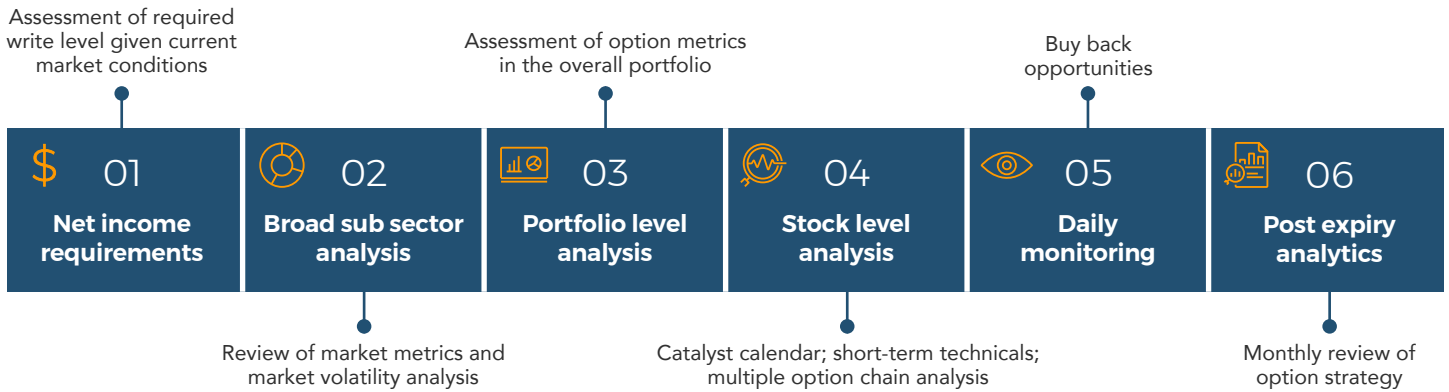 Assessment of required
write level given current
market conditions
Assessment of option metrics
in the overall portfolio
Buy back
opportunities
$ 01
Net income
requirements
02
Broad sub sector
analysis
03
Portfolio level
analysis
04
Stock level
analysis
05
Daily
monitoring
06
Post expiry
analytics
Review of market metrics and
market volatility analysis
Catalyst calendar; short-term technicals;
multiple option chain analysis
Monthly review of
option strategy